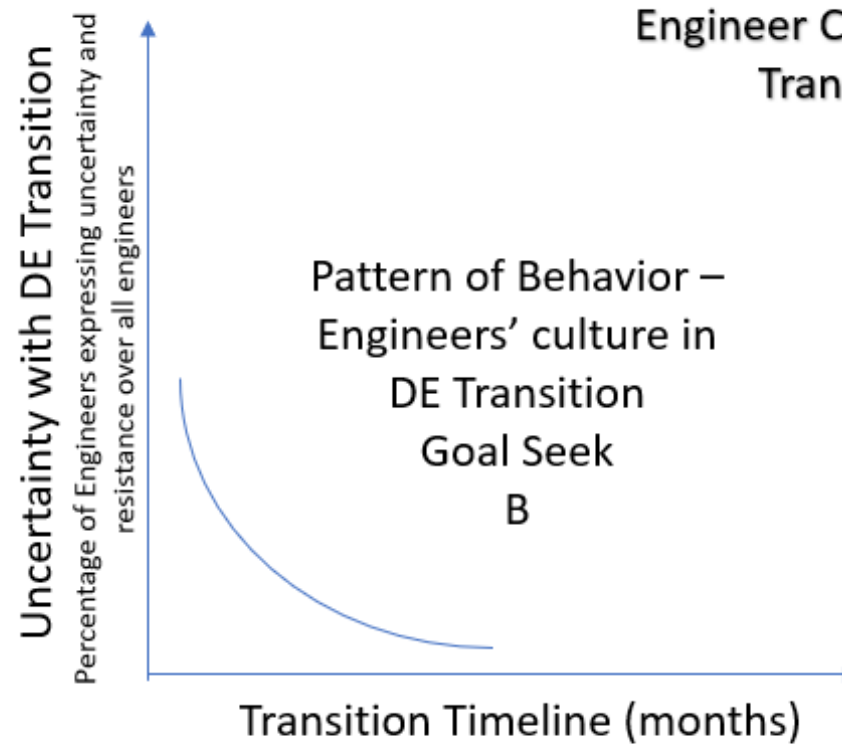 Engineer
Uncertainty with DE Transition
Percentage of Engineers expressing uncertainty and
resistance over all engineers
Pattern of Behavior –
Engineers’ culture in
DE Transition
Goal Seek
B
Transition Timeline (months)